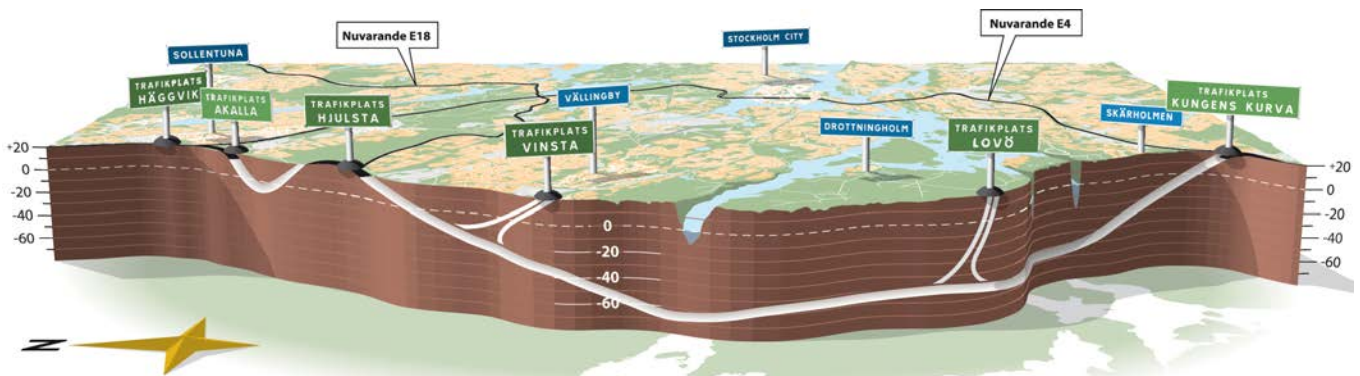 Nuvarande E18
Nuvarande E4
STOCKHOLM CITY
SOLLENTUNA
TRAFIKPLATS
HÄGGVIK
TRAFIKPLATS
AKALLA
TRAFIKPLATS
HJULSTA
VÄLLINGBY
TRAFIKPLATS
VINSTA
DROTTNINGHOLM
TRAFIKPLATS
LOVÖ
SKÄRHOLMEN
TRAFIKPLATS
KUNGENS KURVA
+20
0
-20
-40
-60
0
-20
-40
-60
+20
0
-20
-40
-60
N